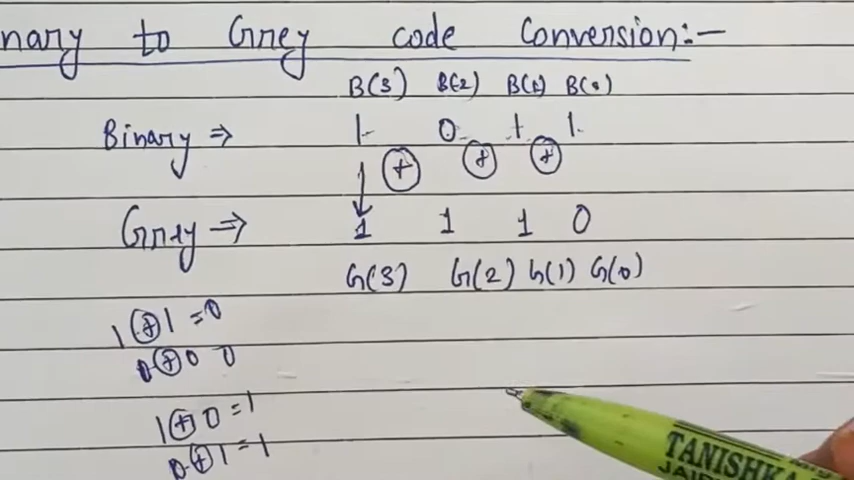 nary to Grey code Conversion:-
B(3) B(2) B(1) B(0)
Binary ⇒ 1 0 1 1
⊕ ⊕ ⊕
↓
Grey ⇒ 1 1 1 0
G(3) G(2) G(1) G(0)
1 ⊕ 1 = 0
0 ⊕ 0 0
1 ⊕ 0 = 1
0 ⊕ 1 = 1
TANISHKA
JAI